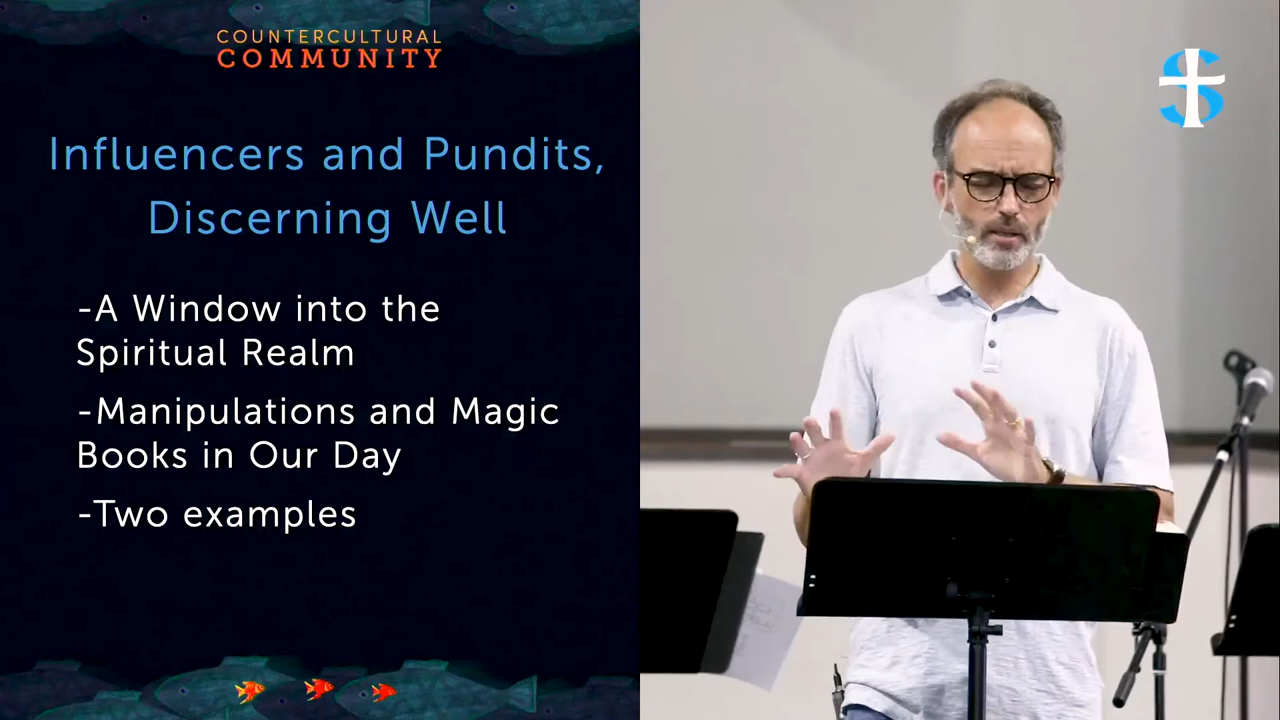 COUNTERCULTURAL
COMMUNITY
Influencers and Pundits,
Discerning Well
-A Window into the
Spiritual Realm
-Manipulations and Magic
Books in Our Day
-Two examples